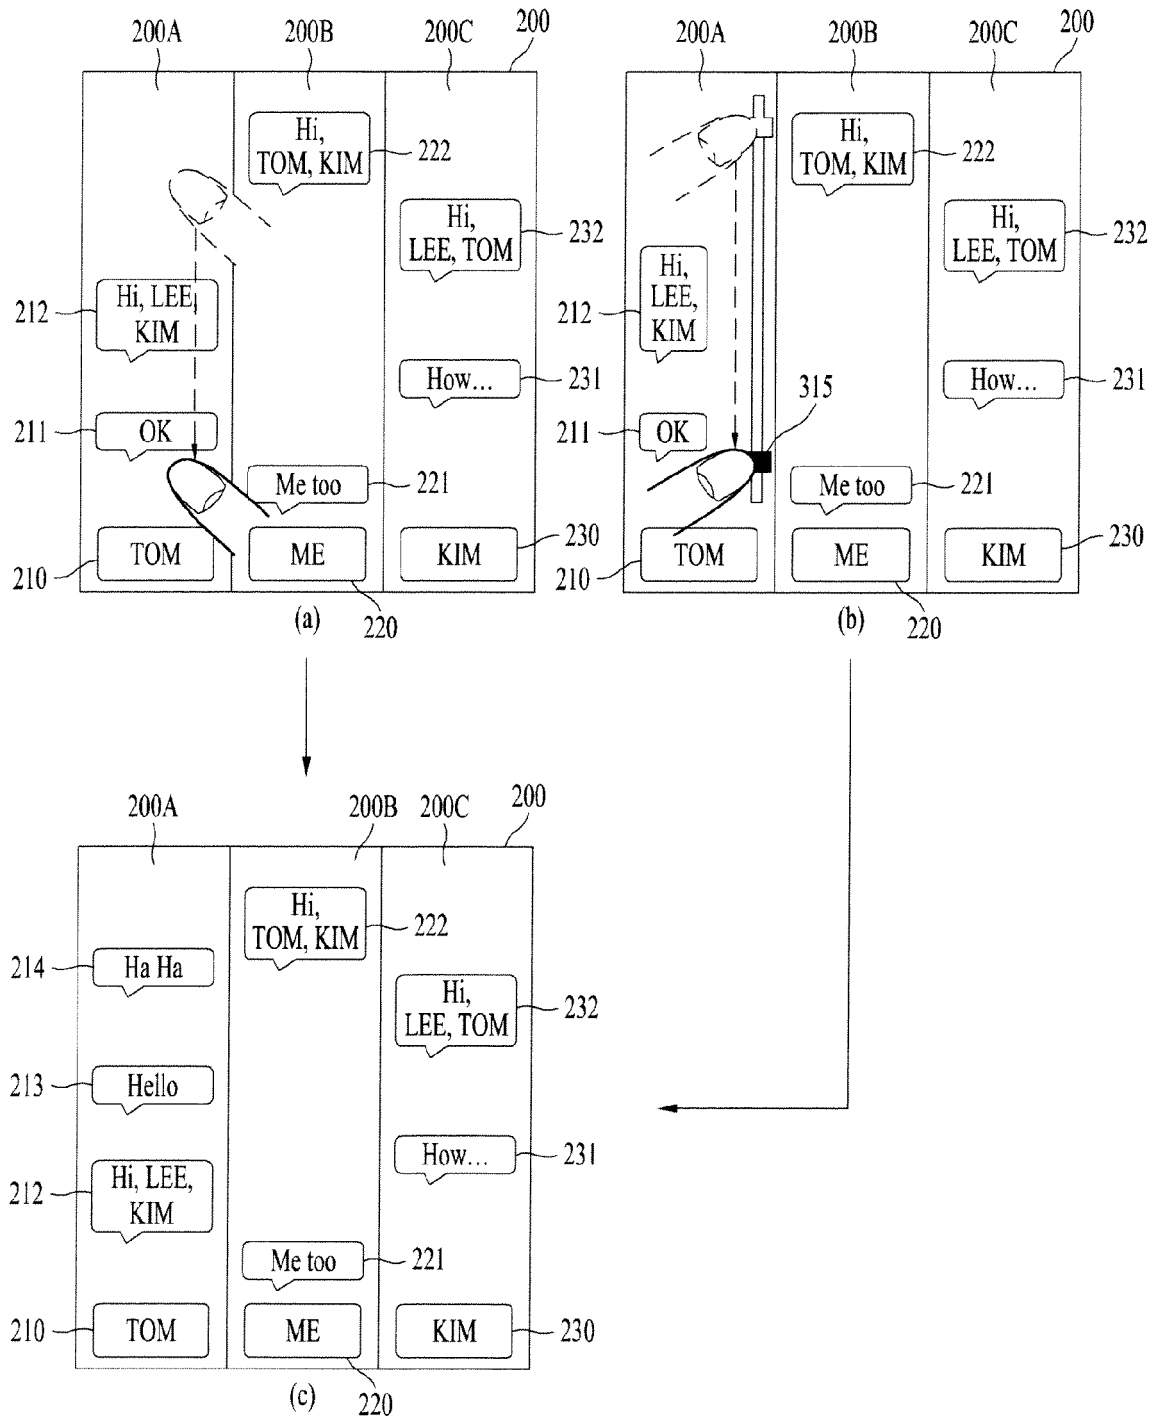 200A 200B 200C 200
Hi,
TOM, KIM
222
Hi,
LEE, TOM
232
212
Hi, LEE,
KIM
How...
231
211
OK
Me too
221
210
TOM
ME
KIM
230
220
(a)
200A 200B 200C 200
Hi,
TOM, KIM
222
Hi,
LEE, TOM
232
212
Hi,
LEE,
KIM
How...
231
315
211
OK
Me too
221
210
TOM
ME
KIM
230
220
(b)
200A 200B 200C 200
Hi,
TOM, KIM
222
214
Ha Ha
Hi,
LEE, TOM
232
213
Hello
How...
231
212
Hi, LEE,
KIM
Me too
221
210
TOM
ME
KIM
230
220
(c)